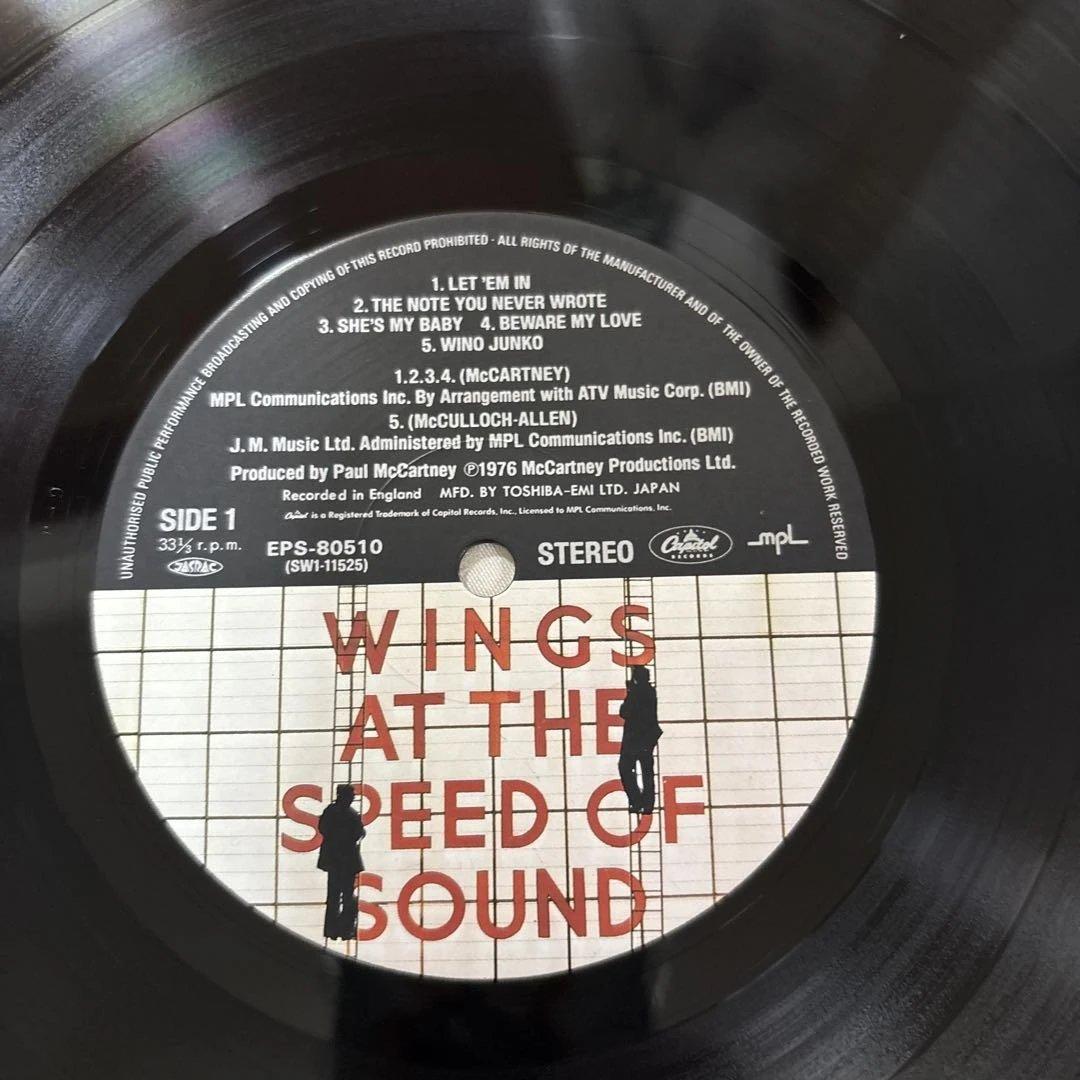 UNAUTHORISED PUBLIC PERFORMANCE BROADCASTING AND COPYING OF THIS RECORD PROHIBITED - ALL RIGHTS OF THE MANUFACTURER AND OF THE OWNER OF THE RECORDED WORK RESERVED
1. LET 'EM IN
2. THE NOTE YOU NEVER WROTE
3. SHE'S MY BABY 4. BEWARE MY LOVE
5. WINO JUNKO
1.2.3.4. (McCARTNEY)
MPL Communications Inc. By Arrangement with ATV Music Corp. (BMI)
5. (McCULLOCH-ALLEN)
J. M. Music Ltd. Administered by MPL Communications Inc. (BMI)
Produced by Paul McCartney ℗1976 McCartney Productions Ltd.
Recorded in England MFD. BY TOSHIBA-EMI LTD. JAPAN
Capitol is a Registered Trademark of Capitol Records, Inc., Licensed to MPL Communications, Inc.
SIDE 1
33⅓ r.p.m. EPS-80510 STEREO Capitol RECORDS mpL
JASRAC (SW1-11525)
WINGS
AT THE
SPEED OF
SOUND